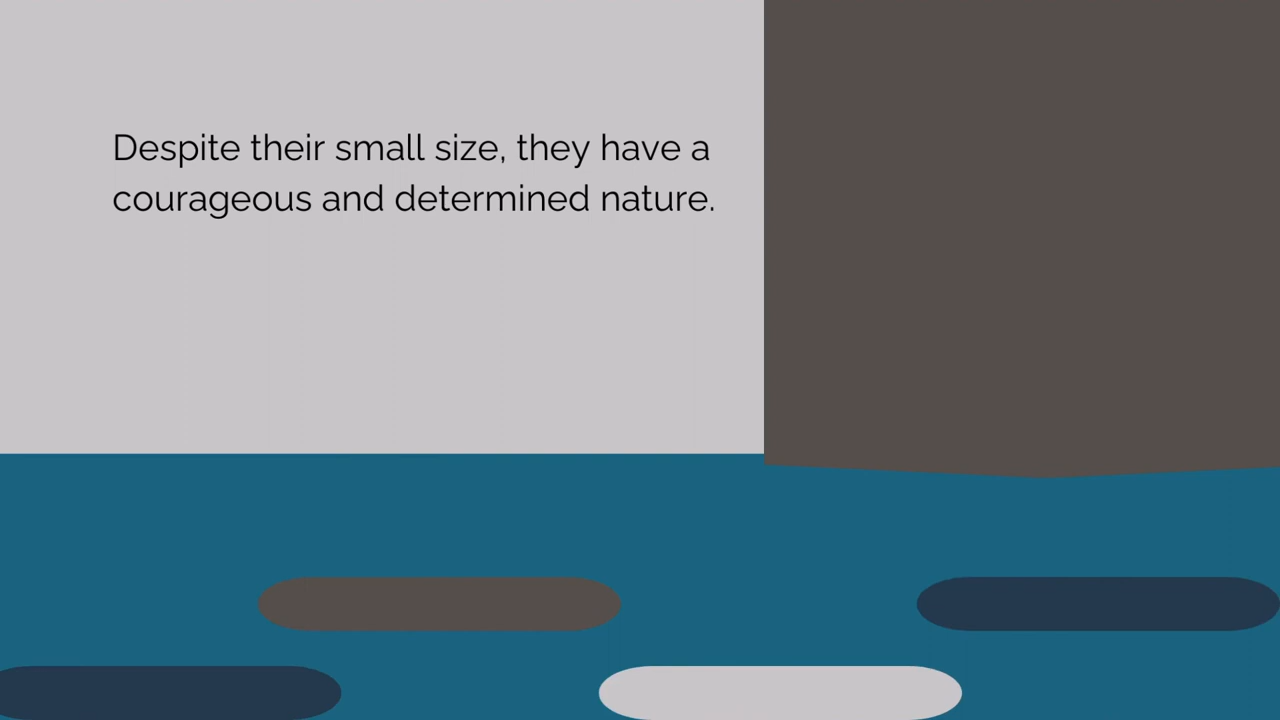 Despite their small size, they have a
courageous and determined nature.